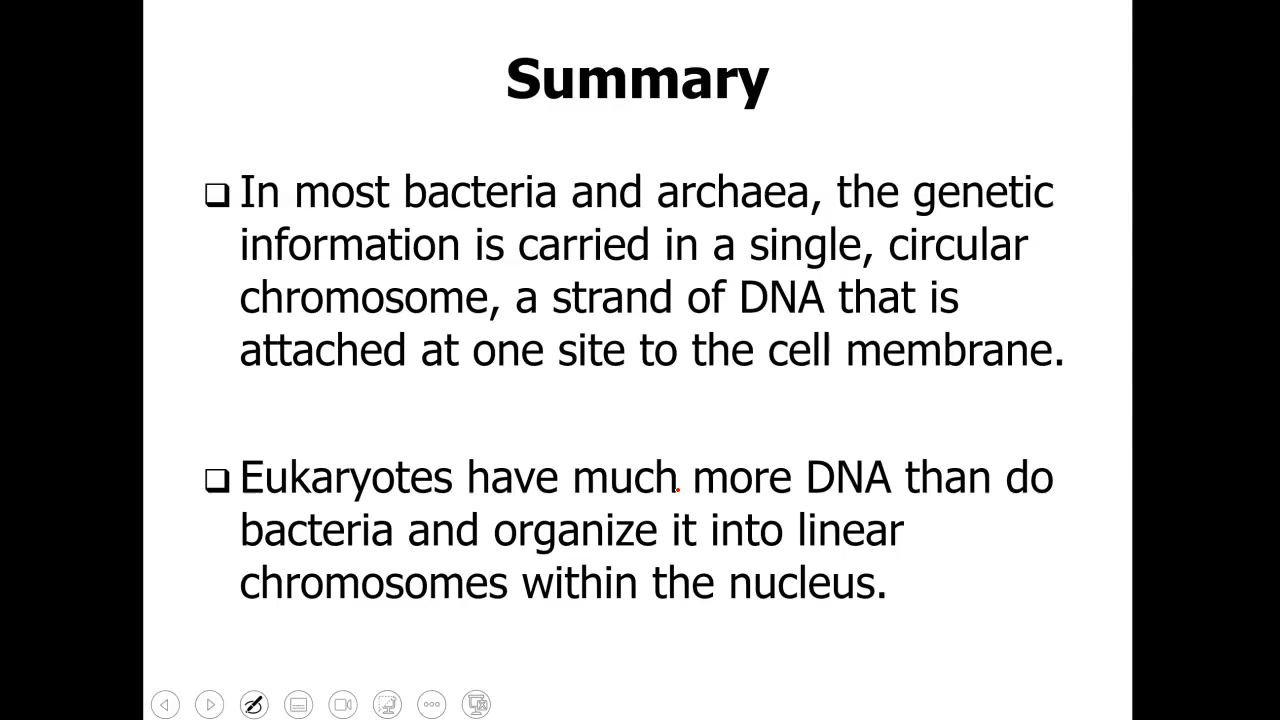 Summary
In most bacteria and archaea, the genetic
information is carried in a single, circular
chromosome, a strand of DNA that is
attached at one site to the cell membrane.
Eukaryotes have much more DNA than do
bacteria and organize it into linear
chromosomes within the nucleus.